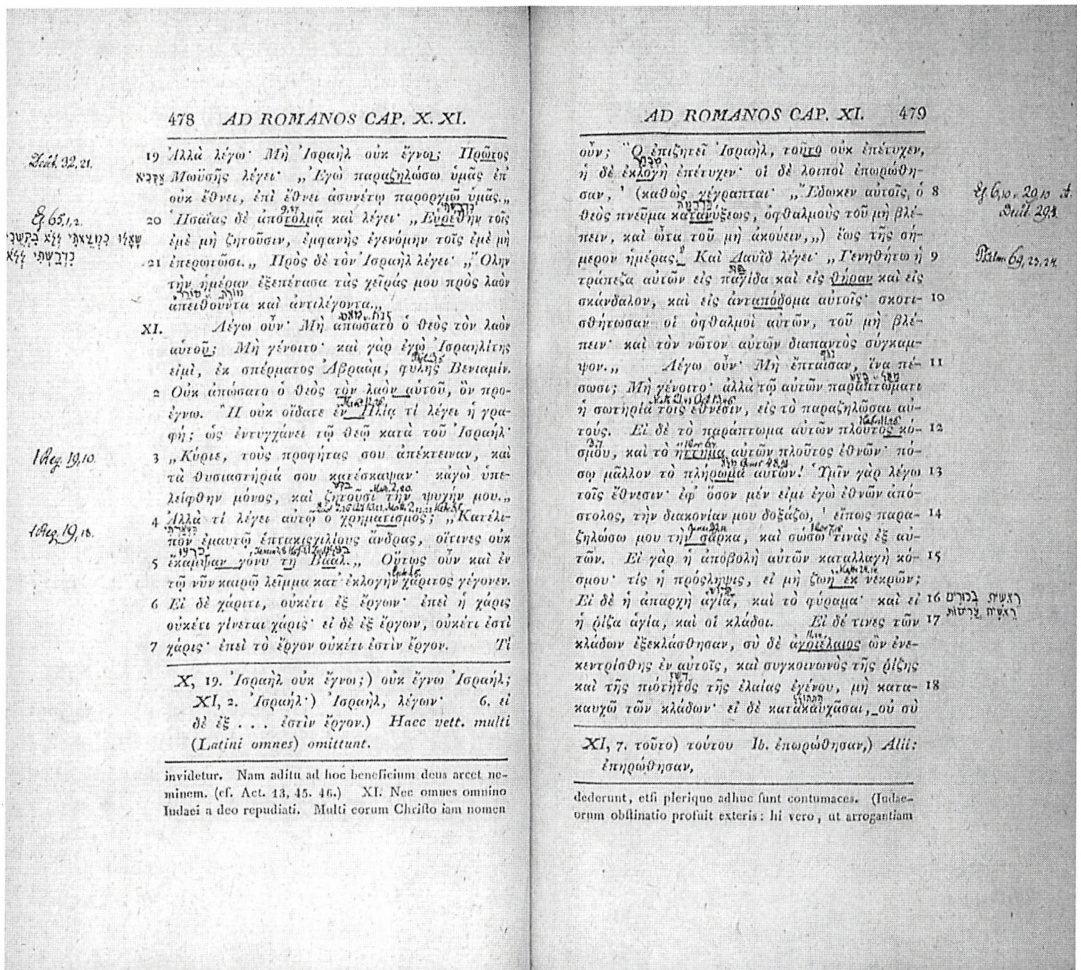 478 AD ROMANOS CAP. X. XI.
Deut. 32, 21.
19 Ἀλλὰ λέγω· Μὴ Ἰσραὴλ οὐκ ἔγνω; Πρῶτος
Μωϋσῆς λέγει· „Ἐγὼ παραζηλώσω ὑμᾶς ἐπ'
οὐκ ἔθνει, ἐπὶ ἔθνει ἀσυνέτῳ παροργιῶ ὑμᾶς.„
Es. 65, 1, 2.
20 Ἡσαΐας δὲ ἀποτολμᾷ καὶ λέγει· „Εὑρέθην τοῖς
ἐμὲ μὴ ζητοῦσιν, ἐμφανὴς ἐγενόμην τοῖς ἐμὲ μὴ
21 ἐπερωτῶσι.„ Πρὸς δὲ τὸν Ἰσραὴλ λέγει· „Ὅλην
τὴν ἡμέραν ἐξεπέτασα τὰς χεῖράς μου πρὸς λαὸν
ἀπειθοῦντα καὶ ἀντιλέγοντα.„
XI. Λέγω οὖν· Μὴ ἀπώσατο ὁ θεὸς τὸν λαὸν
αὐτοῦ; Μὴ γένοιτο· καὶ γὰρ ἐγὼ Ἰσραηλίτης
εἰμὶ, ἐκ σπέρματος Ἀβραὰμ, φυλῆς Βενιαμίν.
2 Οὐκ ἀπώσατο ὁ θεὸς τὸν λαὸν αὐτοῦ, ὃν προ-
έγνω. Ἢ οὐκ οἴδατε ἐν Ἡλίᾳ τί λέγει ἡ γρα-
φή; ὡς ἐντυγχάνει τῷ θεῷ κατὰ τοῦ Ἰσραήλ·
1 Reg. 19, 10.
3 „Κύριε, τοὺς προφήτας σου ἀπέκτειναν, καὶ
τὰ θυσιαστήριά σου κατέσκαψαν· κἀγὼ ὑπε-
λείφθην μόνος, καὶ ζητοῦσι τὴν ψυχήν μου.„
1 Reg. 19, 18.
4 Ἀλλὰ τί λέγει αὐτῷ ὁ χρηματισμός; „Κατέλι-
πον ἐμαυτῷ ἑπτακισχιλίους ἄνδρας, οἵτινες οὐκ
5 ἔκαμψαν γόνυ τῇ Βάαλ.„ Οὕτως οὖν καὶ ἐν
τῷ νῦν καιρῷ λεῖμμα κατ' ἐκλογὴν χάριτος γέγονεν.
6 Εἰ δὲ χάριτι, οὐκέτι ἐξ ἔργων· ἐπεὶ ἡ χάρις
οὐκέτι γίνεται χάρις· εἰ δὲ ἐξ ἔργων, οὐκέτι ἐστὶ
7 χάρις· ἐπεὶ τὸ ἔργον οὐκέτι ἐστὶν ἔργον. Τί
X, 19. Ἰσραὴλ οὐκ ἔγνω;) οὐκ ἔγνω Ἰσραήλ;
XI, 2. Ἰσραήλ·) Ἰσραὴλ, λέγων 6. εἰ
δὲ ἐξ . . . ἐστὶν ἔργον.) Haec vett. multi
(Latini omnes) omittunt.
invidetur. Nam aditu ad hoc beneficium deus arcet ne-
minem. (cf. Act. 13, 45. 46.) XI. Nec omnes omnino
Iudaei a deo repudiati. Multi eorum Chriſto iam nomen
AD ROMANOS CAP. XI. 479
οὖν; Ὃ ἐπιζητεῖ Ἰσραὴλ, τοῦτο οὐκ ἐπέτυχεν,
ἡ δὲ ἐκλογὴ ἐπέτυχεν· οἱ δὲ λοιποὶ ἐπωρώθη-
σαν, ' (καθὼς γέγραπται· „Ἔδωκεν αὐτοῖς, ὁ 8
θεὸς πνεῦμα κατανύξεως, ὀφθαλμοὺς τοῦ μὴ βλέ-
πειν, καὶ ὦτα τοῦ μὴ ἀκούειν,„) ἕως τῆς σή-
μερον ἡμέρας. Καὶ Δαυῒδ λέγει· „Γενηθήτω ἡ 9
Psalm. 69, 23, 24.
τράπεζα αὐτῶν εἰς παγίδα καὶ εἰς θήραν καὶ εἰς
σκάνδαλον, καὶ εἰς ἀνταπόδομα αὐτοῖς· σκοτι- 10
σθήτωσαν οἱ ὀφθαλμοὶ αὐτῶν, τοῦ μὴ βλέ-
πειν· καὶ τὸν νῶτον αὐτῶν διαπαντὸς σύγκαμ-
ψον.„ Λέγω οὖν· Μὴ ἔπταισαν, ἵνα πέ- 11
σωσι; Μὴ γένοιτο· ἀλλὰ τῷ αὐτῶν παραπτώματι
ἡ σωτηρία τοῖς ἔθνεσιν, εἰς τὸ παραζηλῶσαι αὐ-
τούς. Εἰ δὲ τὸ παράπτωμα αὐτῶν πλοῦτος κό- 12
σμου, καὶ τὸ ἥττημα αὐτῶν πλοῦτος ἐθνῶν· πό-
σῳ μᾶλλον τὸ πλήρωμα αὐτῶν! Ὑμῖν γὰρ λέγω 13
τοῖς ἔθνεσιν· ἐφ' ὅσον μέν εἰμι ἐγὼ ἐθνῶν ἀπό-
στολος, τὴν διακονίαν μου δοξάζω, ' εἴπως παρα- 14
ζηλώσω μου τὴν σάρκα, καὶ σώσω τινὰς ἐξ αὐ-
τῶν. Εἰ γὰρ ἡ ἀποβολὴ αὐτῶν καταλλαγὴ κό- 15
σμου· τίς ἡ πρόσληψις, εἰ μὴ ζωὴ ἐκ νεκρῶν;
Εἰ δὲ ἡ ἀπαρχὴ ἁγία, καὶ τὸ φύραμα· καὶ εἰ 16
ἡ ῥίζα ἁγία, καὶ οἱ κλάδοι. Εἰ δέ τινες τῶν 17
κλάδων ἐξεκλάσθησαν, σὺ δὲ ἀγριέλαιος ὢν ἐνε-
κεντρίσθης ἐν αὐτοῖς, καὶ συγκοινωνὸς τῆς ῥίζης
καὶ τῆς πιότητος τῆς ἐλαίας ἐγένου, μὴ κατα- 18
καυχῶ τῶν κλάδων· εἰ δὲ κατακαυχᾶσαι, οὐ σὺ
XI, 7. τοῦτο) τούτου Ib. ἐπωρώθησαν,) Alii:
ἐπηρώθησαν,
dederunt, etſi plerique adhuc ſunt contumaces. (Iudae-
orum obſtinatio profuit exteris: hi vero, ut arrogantiam